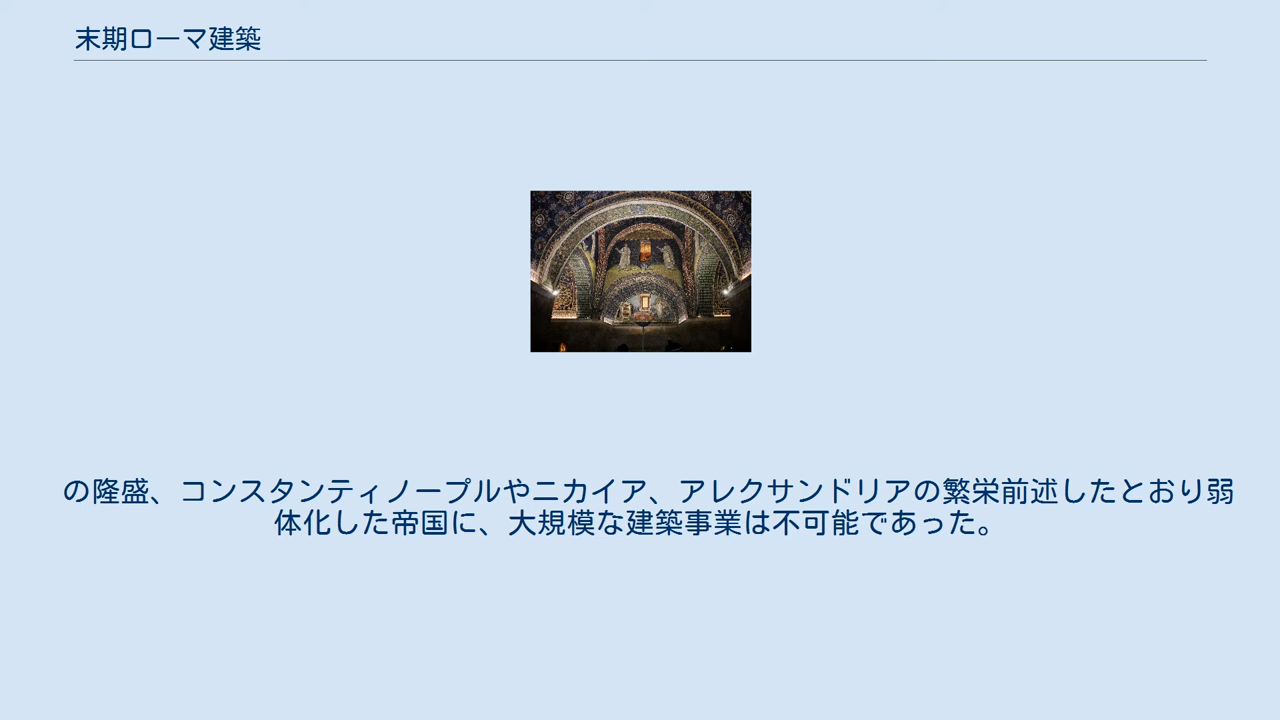 末期ローマ建築
の隆盛、コンスタンティノープルやニカイア、アレクサンドリアの繁栄前述したとおり弱
体化した帝国に、大規模な建築事業は不可能であった。